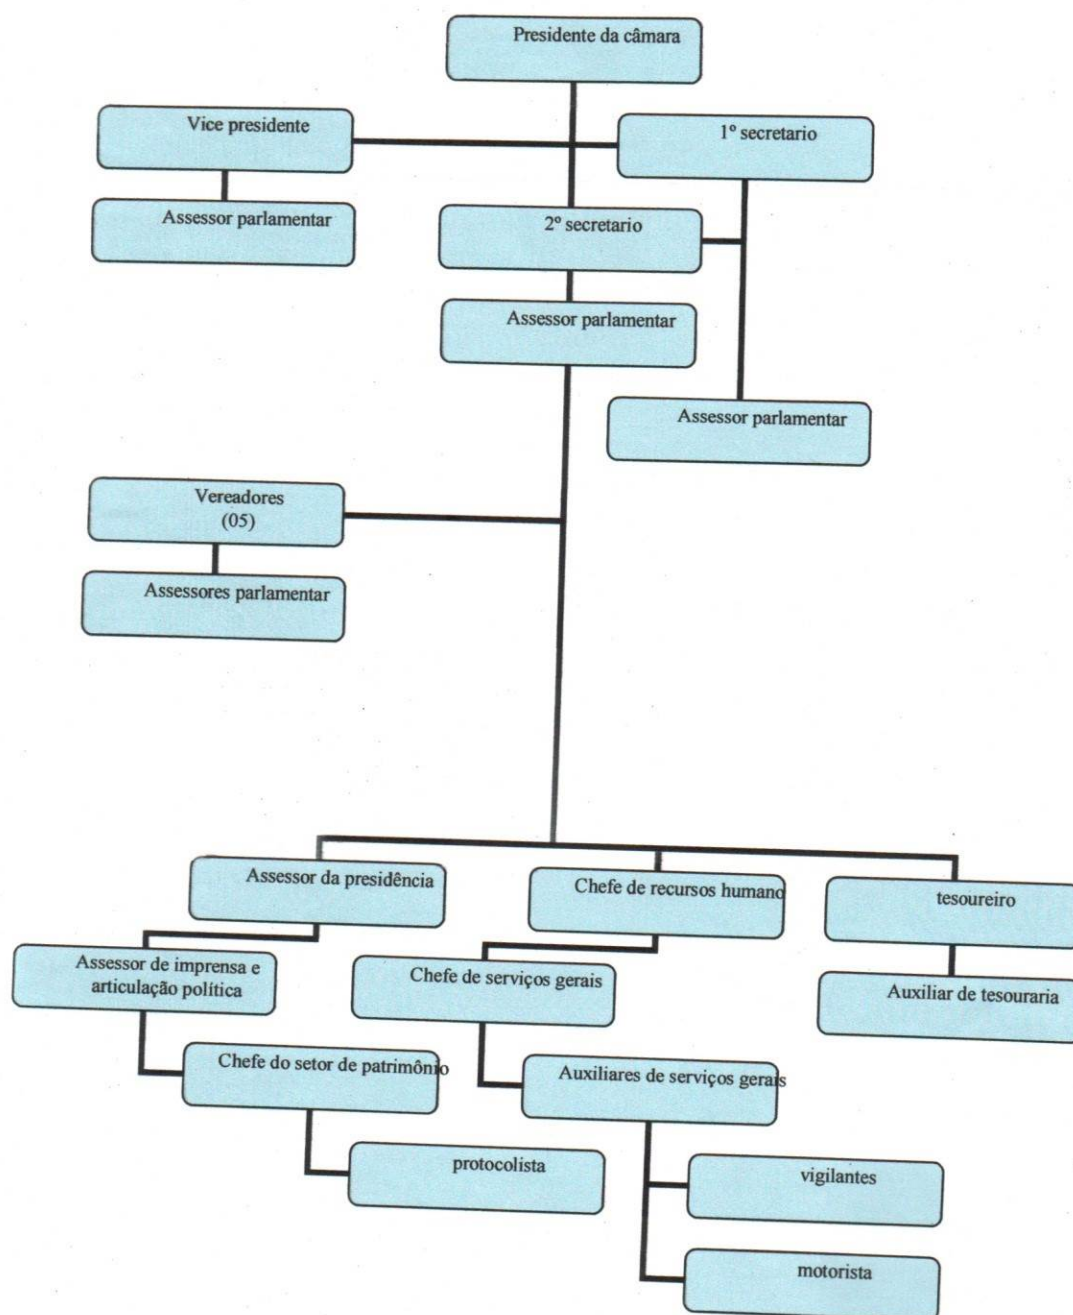 Presidente da câmara
Vice presidente
1º secretario
Assessor parlamentar
2º secretario
Assessor parlamentar
Assessor parlamentar
Vereadores
(05)
Assessores parlamentar
Assessor da presidência
Chefe de recursos humano
tesoureiro
Assessor de imprensa e
articulação política
Chefe de serviços gerais
Auxiliar de tesouraria
Chefe do setor de patrimônio
Auxiliares de serviços gerais
protocolista
vigilantes
motorista